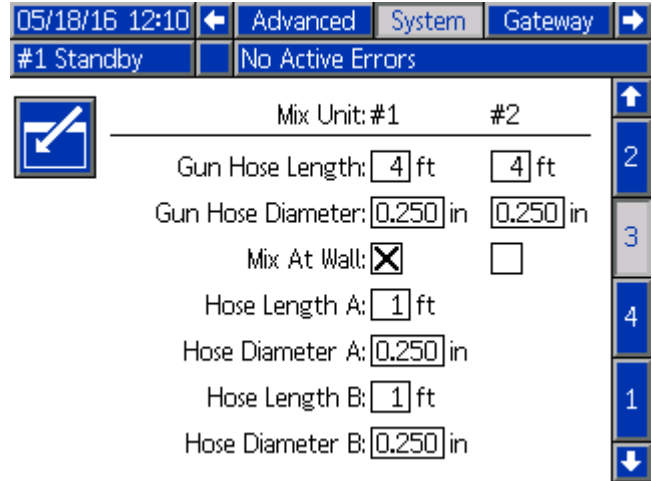 05/18/16 12:10 Advanced System Gateway
#1 Standby No Active Errors
Mix Unit: #1 #2
Gun Hose Length: 4 ft 4 ft
2
Gun Hose Diameter: 0.250 in 0.250 in
3
Mix At Wall:
Hose Length A: 1 ft
4
Hose Diameter A: 0.250 in
Hose Length B: 1 ft
1
Hose Diameter B: 0.250 in